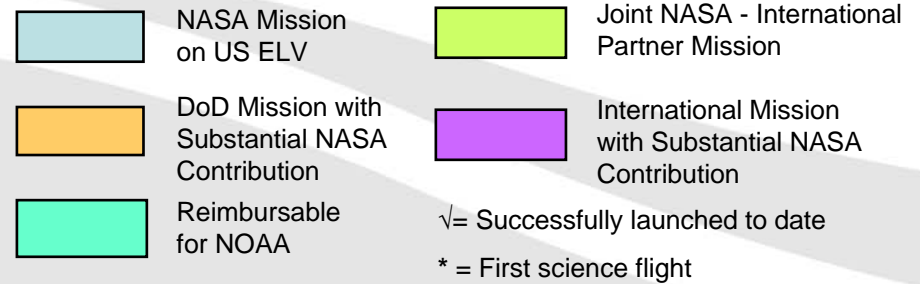 NASA Mission
on US ELV
DoD Mission with
Substantial NASA
Contribution
Reimbursable
for NOAA
Joint NASA - International
Partner Mission
International Mission
with Substantial NASA
Contribution
√= Successfully launched to date
* = First science flight